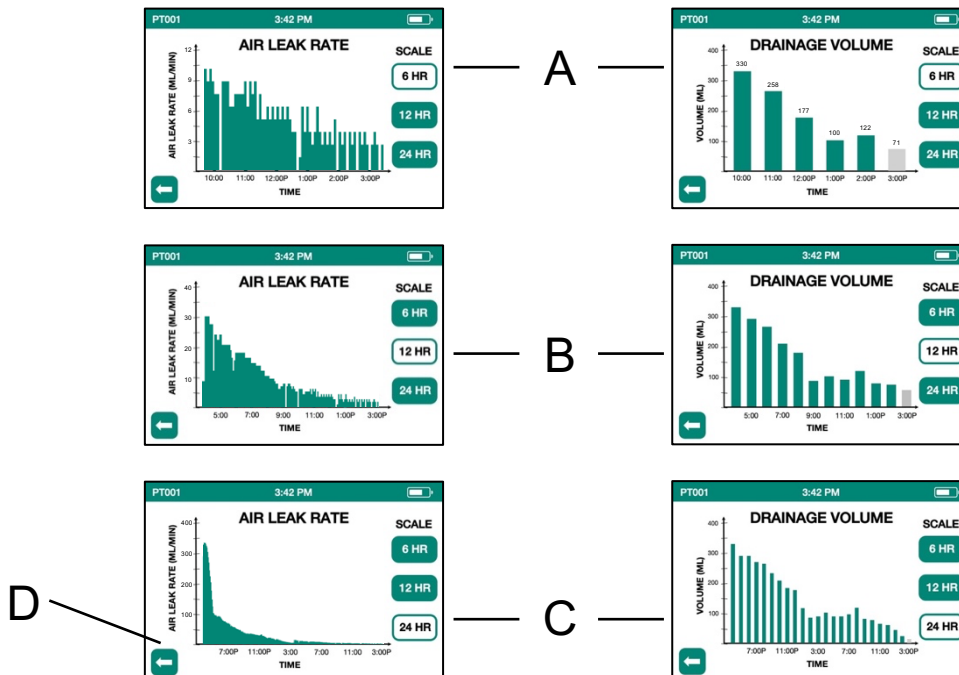 PT001 3:42 PM
AIR LEAK RATE
SCALE
AIR LEAK RATE (ML/MIN)
12
9
6
3
6 HR
12 HR
24 HR
10:00 11:00 12:00P 1:00P 2:00P 3:00P
TIME
A
PT001 3:42 PM
DRAINAGE VOLUME
SCALE
VOLUME (ML)
400
300
200
100
330 258 177 100 122 71
6 HR
12 HR
24 HR
10:00 11:00 12:00P 1:00P 2:00P 3:00P
TIME
PT001 3:42 PM
AIR LEAK RATE
SCALE
AIR LEAK RATE (ML/MIN)
40
30
20
10
6 HR
12 HR
24 HR
5:00 7:00 9:00 11:00 1:00P 3:00P
TIME
B
PT001 3:42 PM
DRAINAGE VOLUME
SCALE
VOLUME (ML)
400
300
200
100
6 HR
12 HR
24 HR
5:00 7:00 9:00 11:00 1:00P 3:00P
TIME
PT001 3:42 PM
AIR LEAK RATE
SCALE
AIR LEAK RATE (ML/MIN)
400
300
200
100
6 HR
12 HR
24 HR
7:00P 11:00P 3:00 7:00 11:00 3:00P
TIME
D
C
PT001 3:42 PM
DRAINAGE VOLUME
SCALE
VOLUME (ML)
400
300
200
100
6 HR
12 HR
24 HR
7:00P 11:00P 3:00 7:00 11:00 3:00P
TIME